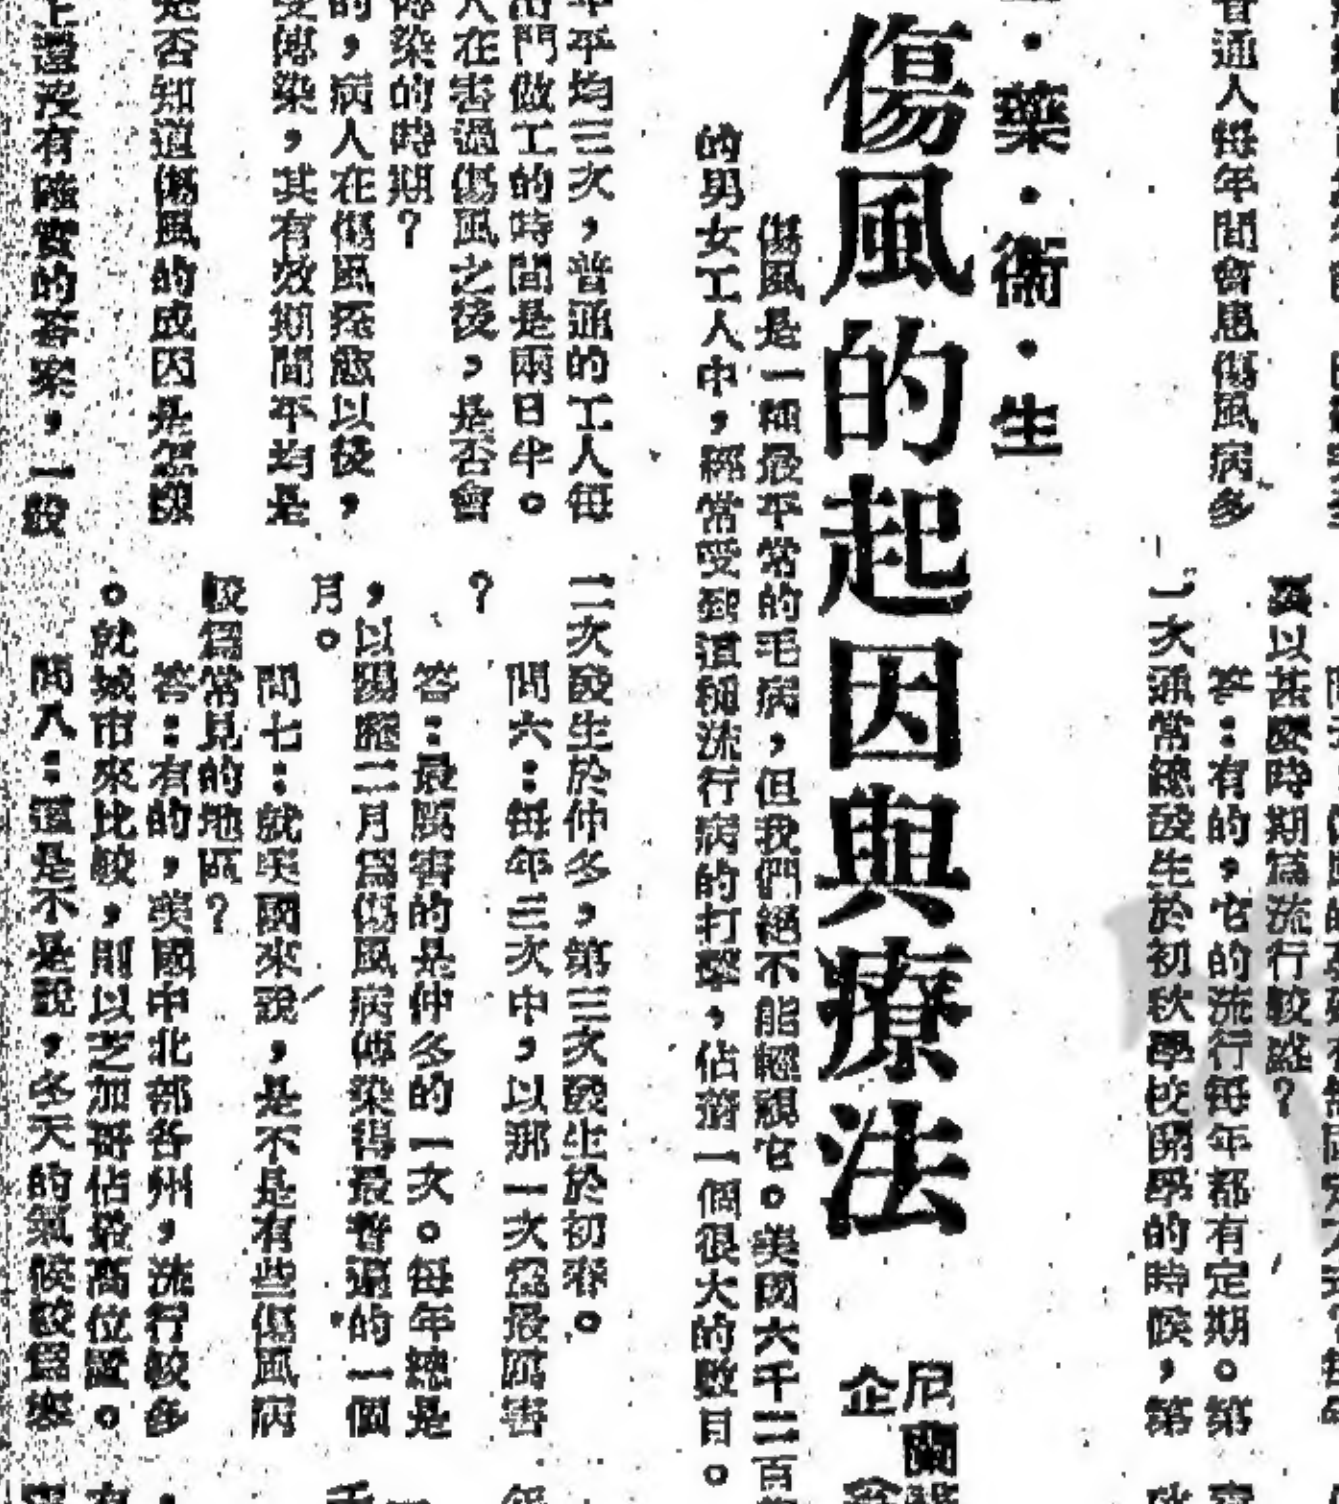 普通人每年間會患傷風病多
以甚麼時期為流行較盛？
答：有的，它的流行每年都有定期。第
一次通常總發生於初秋學校開學的時候，第
藥・衛・生
傷風的起因與療法
尼蘭
企
傷風是一種最平常的毛病，但我們絕不能輕視它。美國六千二百
的男女工人中，經常受到這種流行病的打擊，佔着一個很大的數目。
平均三次，普通的工人每
門做工的時間是兩日半。
在害過傷風之後，是否會
傳染的時期？
的，病人在傷風痊愈以後，
受傳染，其有效期間平均是
是否知道傷風的成因是怎樣
還沒有確實的答案，一般
二次發生於仲冬，第三次發生於初春。
問六：每年三次中，以那一次為最厲害
？
答：最厲害的是仲冬的一次。每年總是
，以陽曆二月為傷風病傳染得最普遍的一個
月。
問七：就美國來說，是不是有些傷風病
較為常見的地區？
答：有的，美國中北部各州，流行較多
。就城市來比較，則以芝加哥佔最高位置。
問八：這是不是說，冬天的氣候較為寒